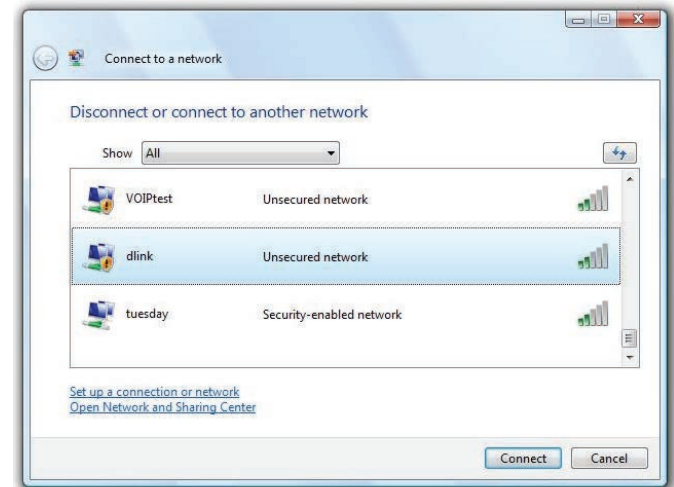 Connect to a network
Disconnect or connect to another network
Show All
VOIPtest Unsecured network
dlink Unsecured network
tuesday Security-enabled network
Set up a connection or network
Open Network and Sharing Center
Connect Cancel